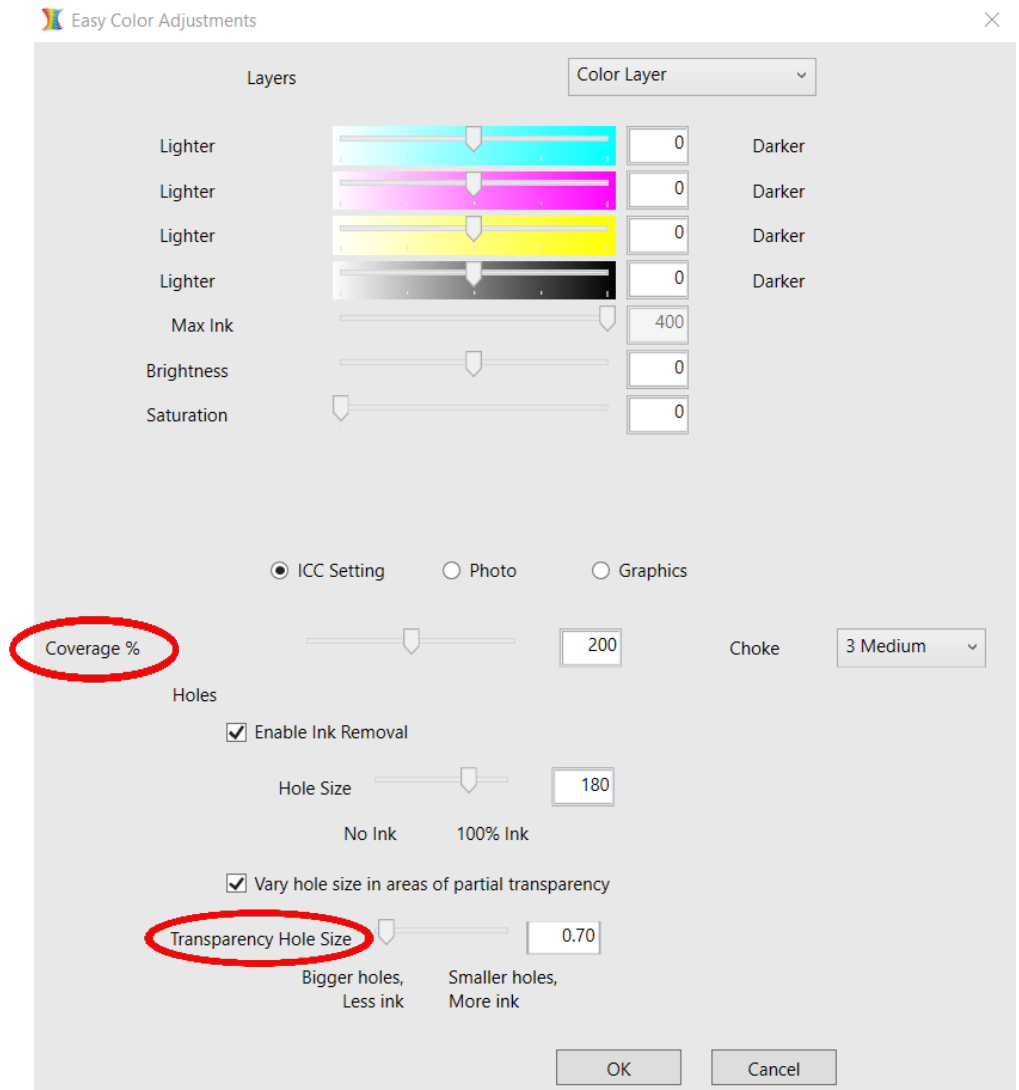 Easy Color Adjustments
Layers Color Layer
Lighter 0 Darker
Lighter 0 Darker
Lighter 0 Darker
Lighter 0 Darker
Max Ink 400
Brightness 0
Saturation 0
ICC Setting Photo Graphics
Coverage % 200 Choke 3 Medium
Holes
Enable Ink Removal
Hole Size 180
No Ink 100% Ink
Vary hole size in areas of partial transparency
Transparency Hole Size 0.70
Bigger holes, Smaller holes,
Less ink More ink
OK Cancel